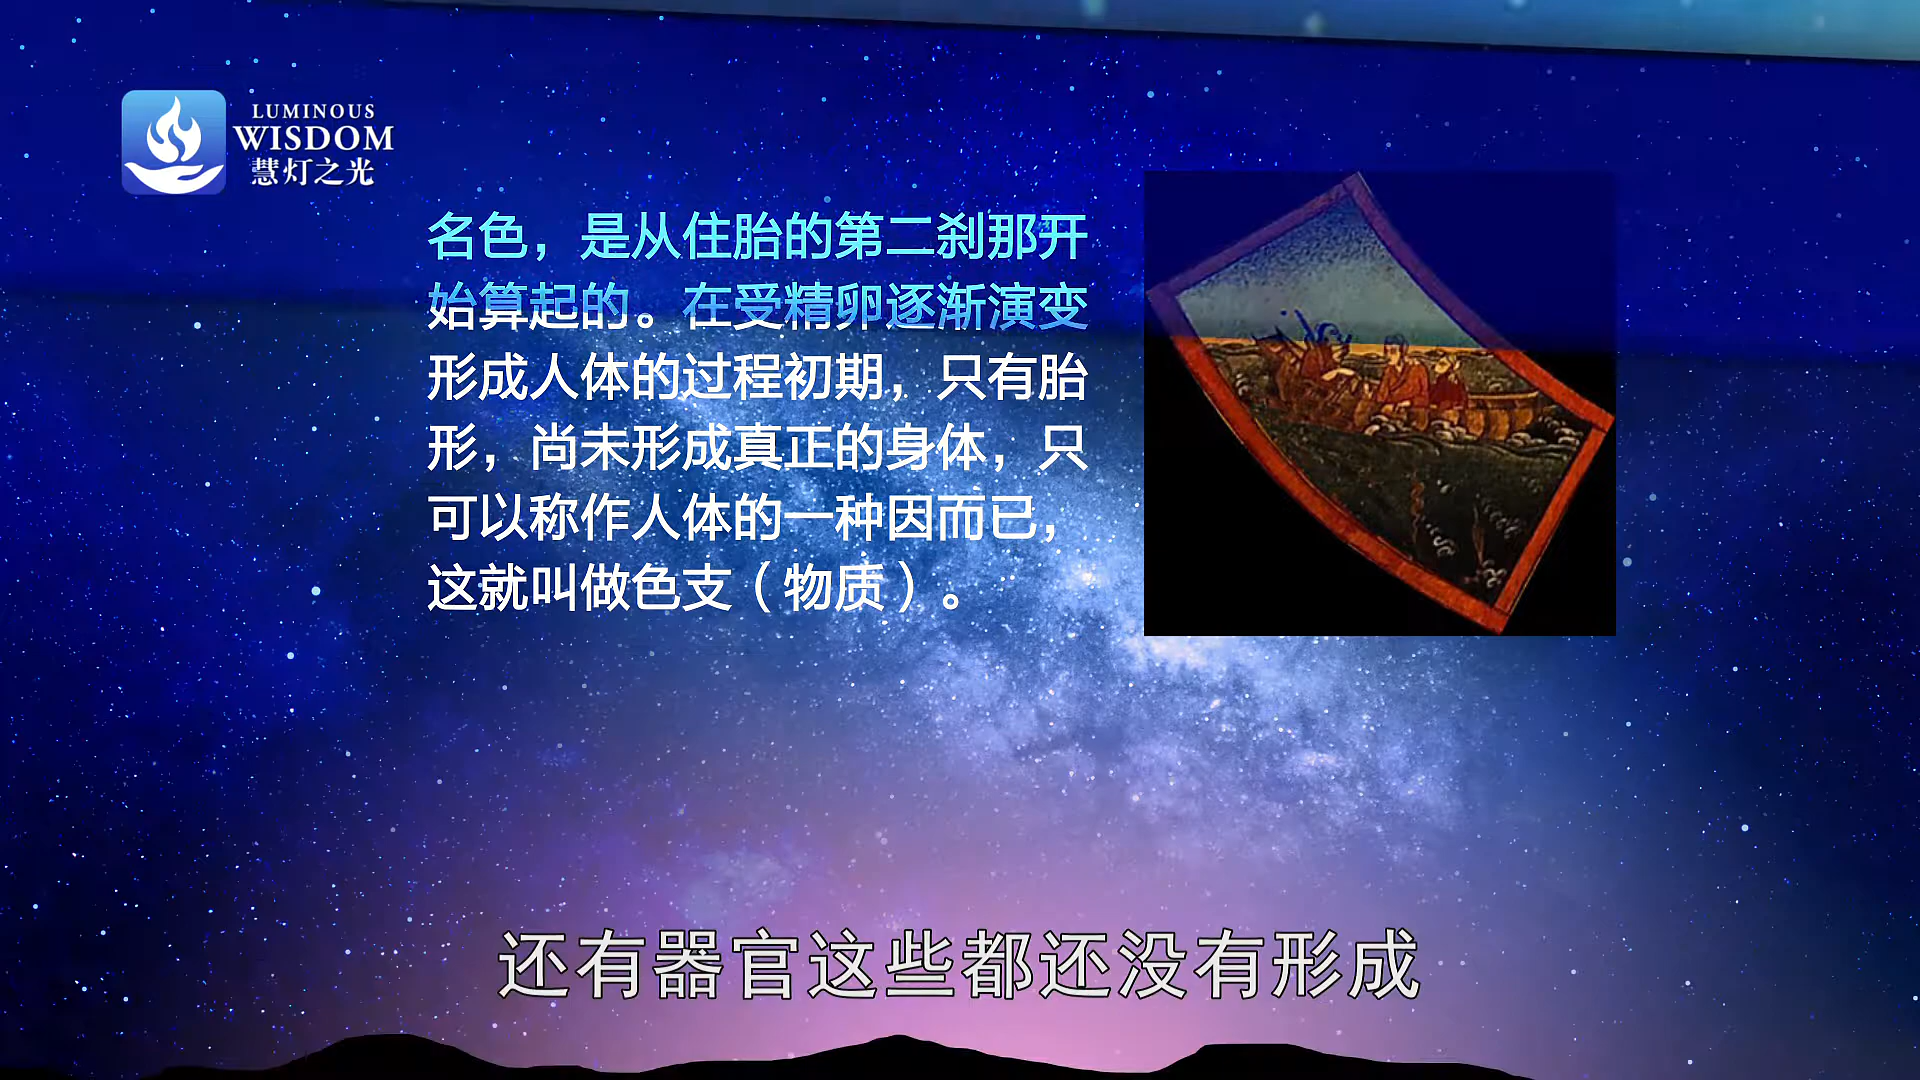 LUMINOUS
WISDOM
慧灯之光
名色，是从住胎的第二刹那开
始算起的。在受精卵逐渐演变
形成人体的过程初期，只有胎
形，尚未形成真正的身体，只
可以称作人体的一种因而已，
这就叫做色支（物质）。
还有器官这些都还没有形成